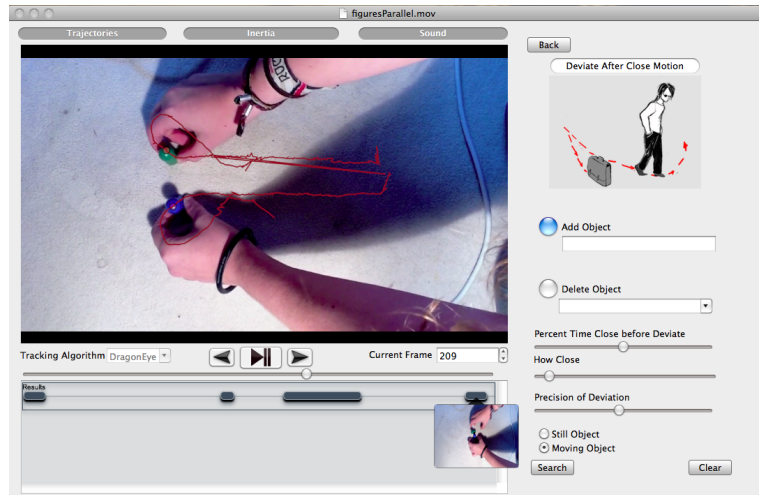 figuresParallel.mov
Trajectories Inertia Sound
Back
Deviate After Close Motion
Add Object
Delete Object
Percent Time Close before Deviate
How Close
Precision of Deviation
Still Object
Moving Object
Search Clear
Tracking Algorithm DragonEye Current Frame 209
Results